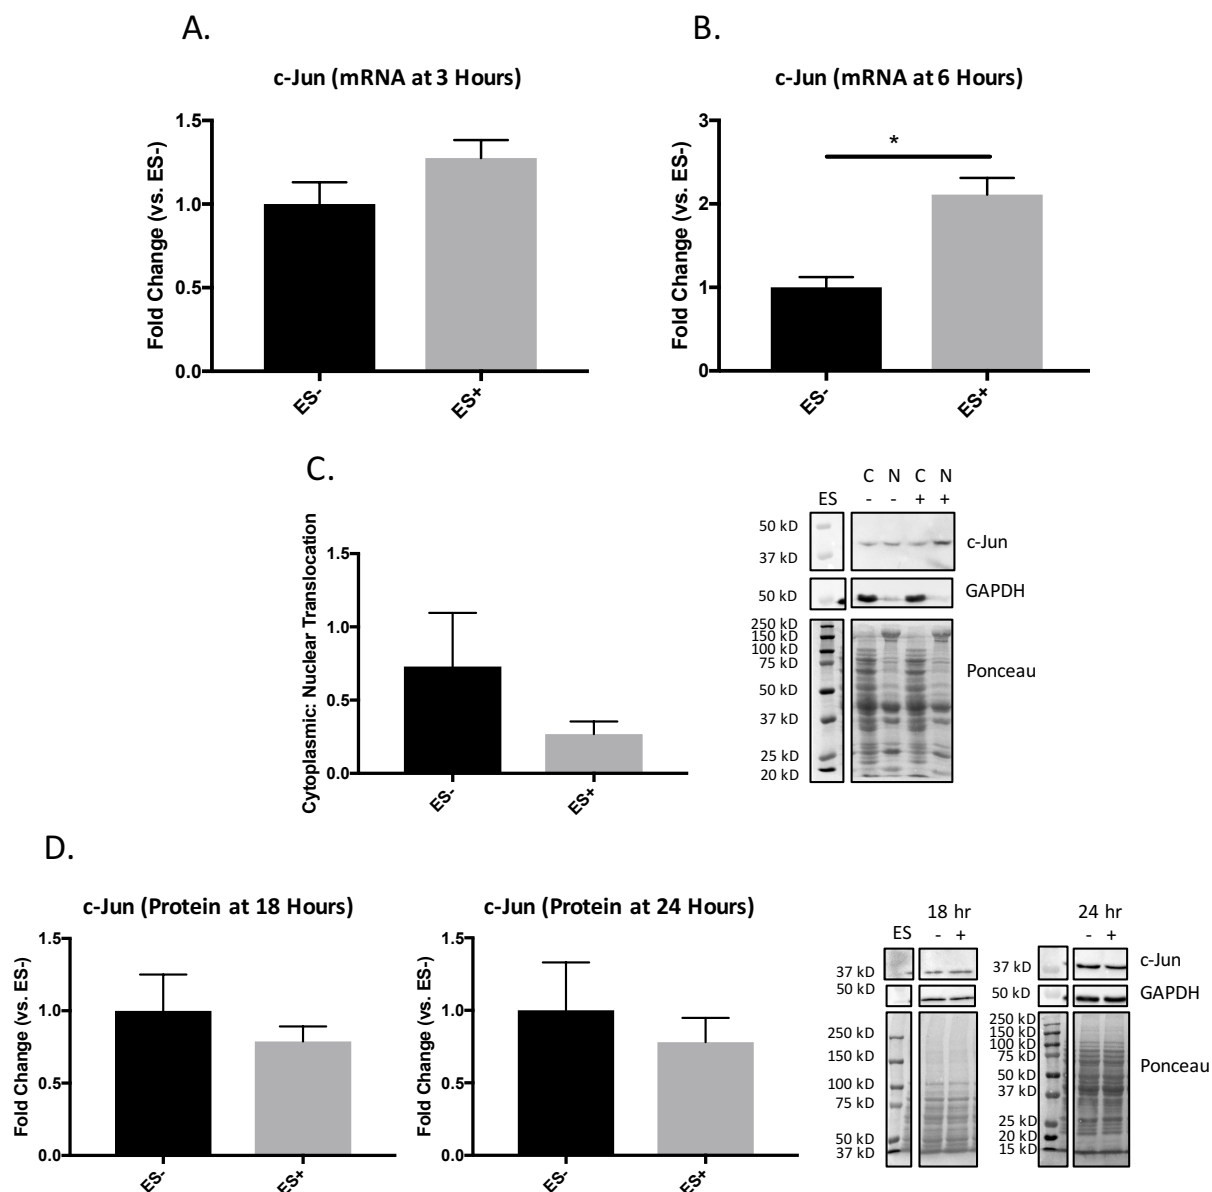 A.
c-Jun (mRNA at 3 Hours)
Fold Change (vs. ES-)
1.5
1.0
0.5
0.0
ES-
ES+
B.
c-Jun (mRNA at 6 Hours)
Fold Change (vs. ES-)
3
2
1
0
*
ES-
ES+
C.
Cytoplasmic: Nuclear Translocation
1.5
1.0
0.5
0.0
ES-
ES+
C N C N
ES - - + +
50 kD
37 kD
c-Jun
50 kD
GAPDH
250 kD
150 kD
100 kD
75 kD
50 kD
37 kD
25 kD
20 kD
Ponceau
D.
c-Jun (Protein at 18 Hours)
Fold Change (vs. ES-)
1.5
1.0
0.5
0.0
ES-
ES+
c-Jun (Protein at 24 Hours)
Fold Change (vs. ES-)
1.5
1.0
0.5
0.0
ES-
ES+
18 hr
ES - +
37 kD
50 kD
250 kD
150 kD
100 kD
75 kD
50 kD
37 kD
24 hr
- +
37 kD
c-Jun
50 kD
GAPDH
250 kD
150 kD
100 kD
75 kD
50 kD
37 kD
25 kD
20 kD
15 kD
Ponceau